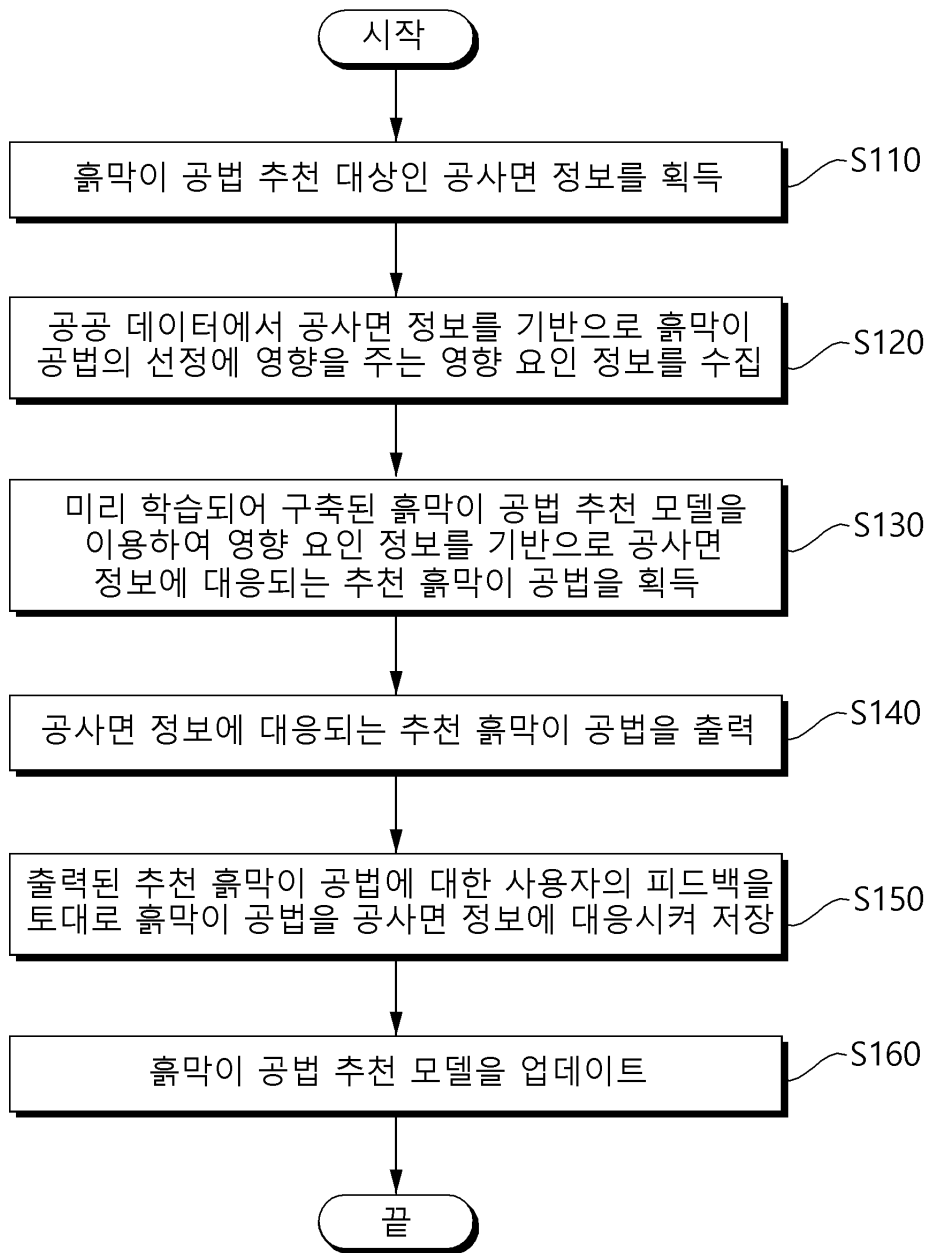 시작
흙막이 공법 추천 대상인 공사면 정보를 획득
S110
공공 데이터에서 공사면 정보를 기반으로 흙막이
공법의 선정에 영향을 주는 영향 요인 정보를 수집
S120
미리 학습되어 구축된 흙막이 공법 추천 모델을
이용하여 영향 요인 정보를 기반으로 공사면
정보에 대응되는 추천 흙막이 공법을 획득
S130
공사면 정보에 대응되는 추천 흙막이 공법을 출력
S140
출력된 추천 흙막이 공법에 대한 사용자의 피드백을
토대로 흙막이 공법을 공사면 정보에 대응시켜 저장
S150
흙막이 공법 추천 모델을 업데이트
S160
끝